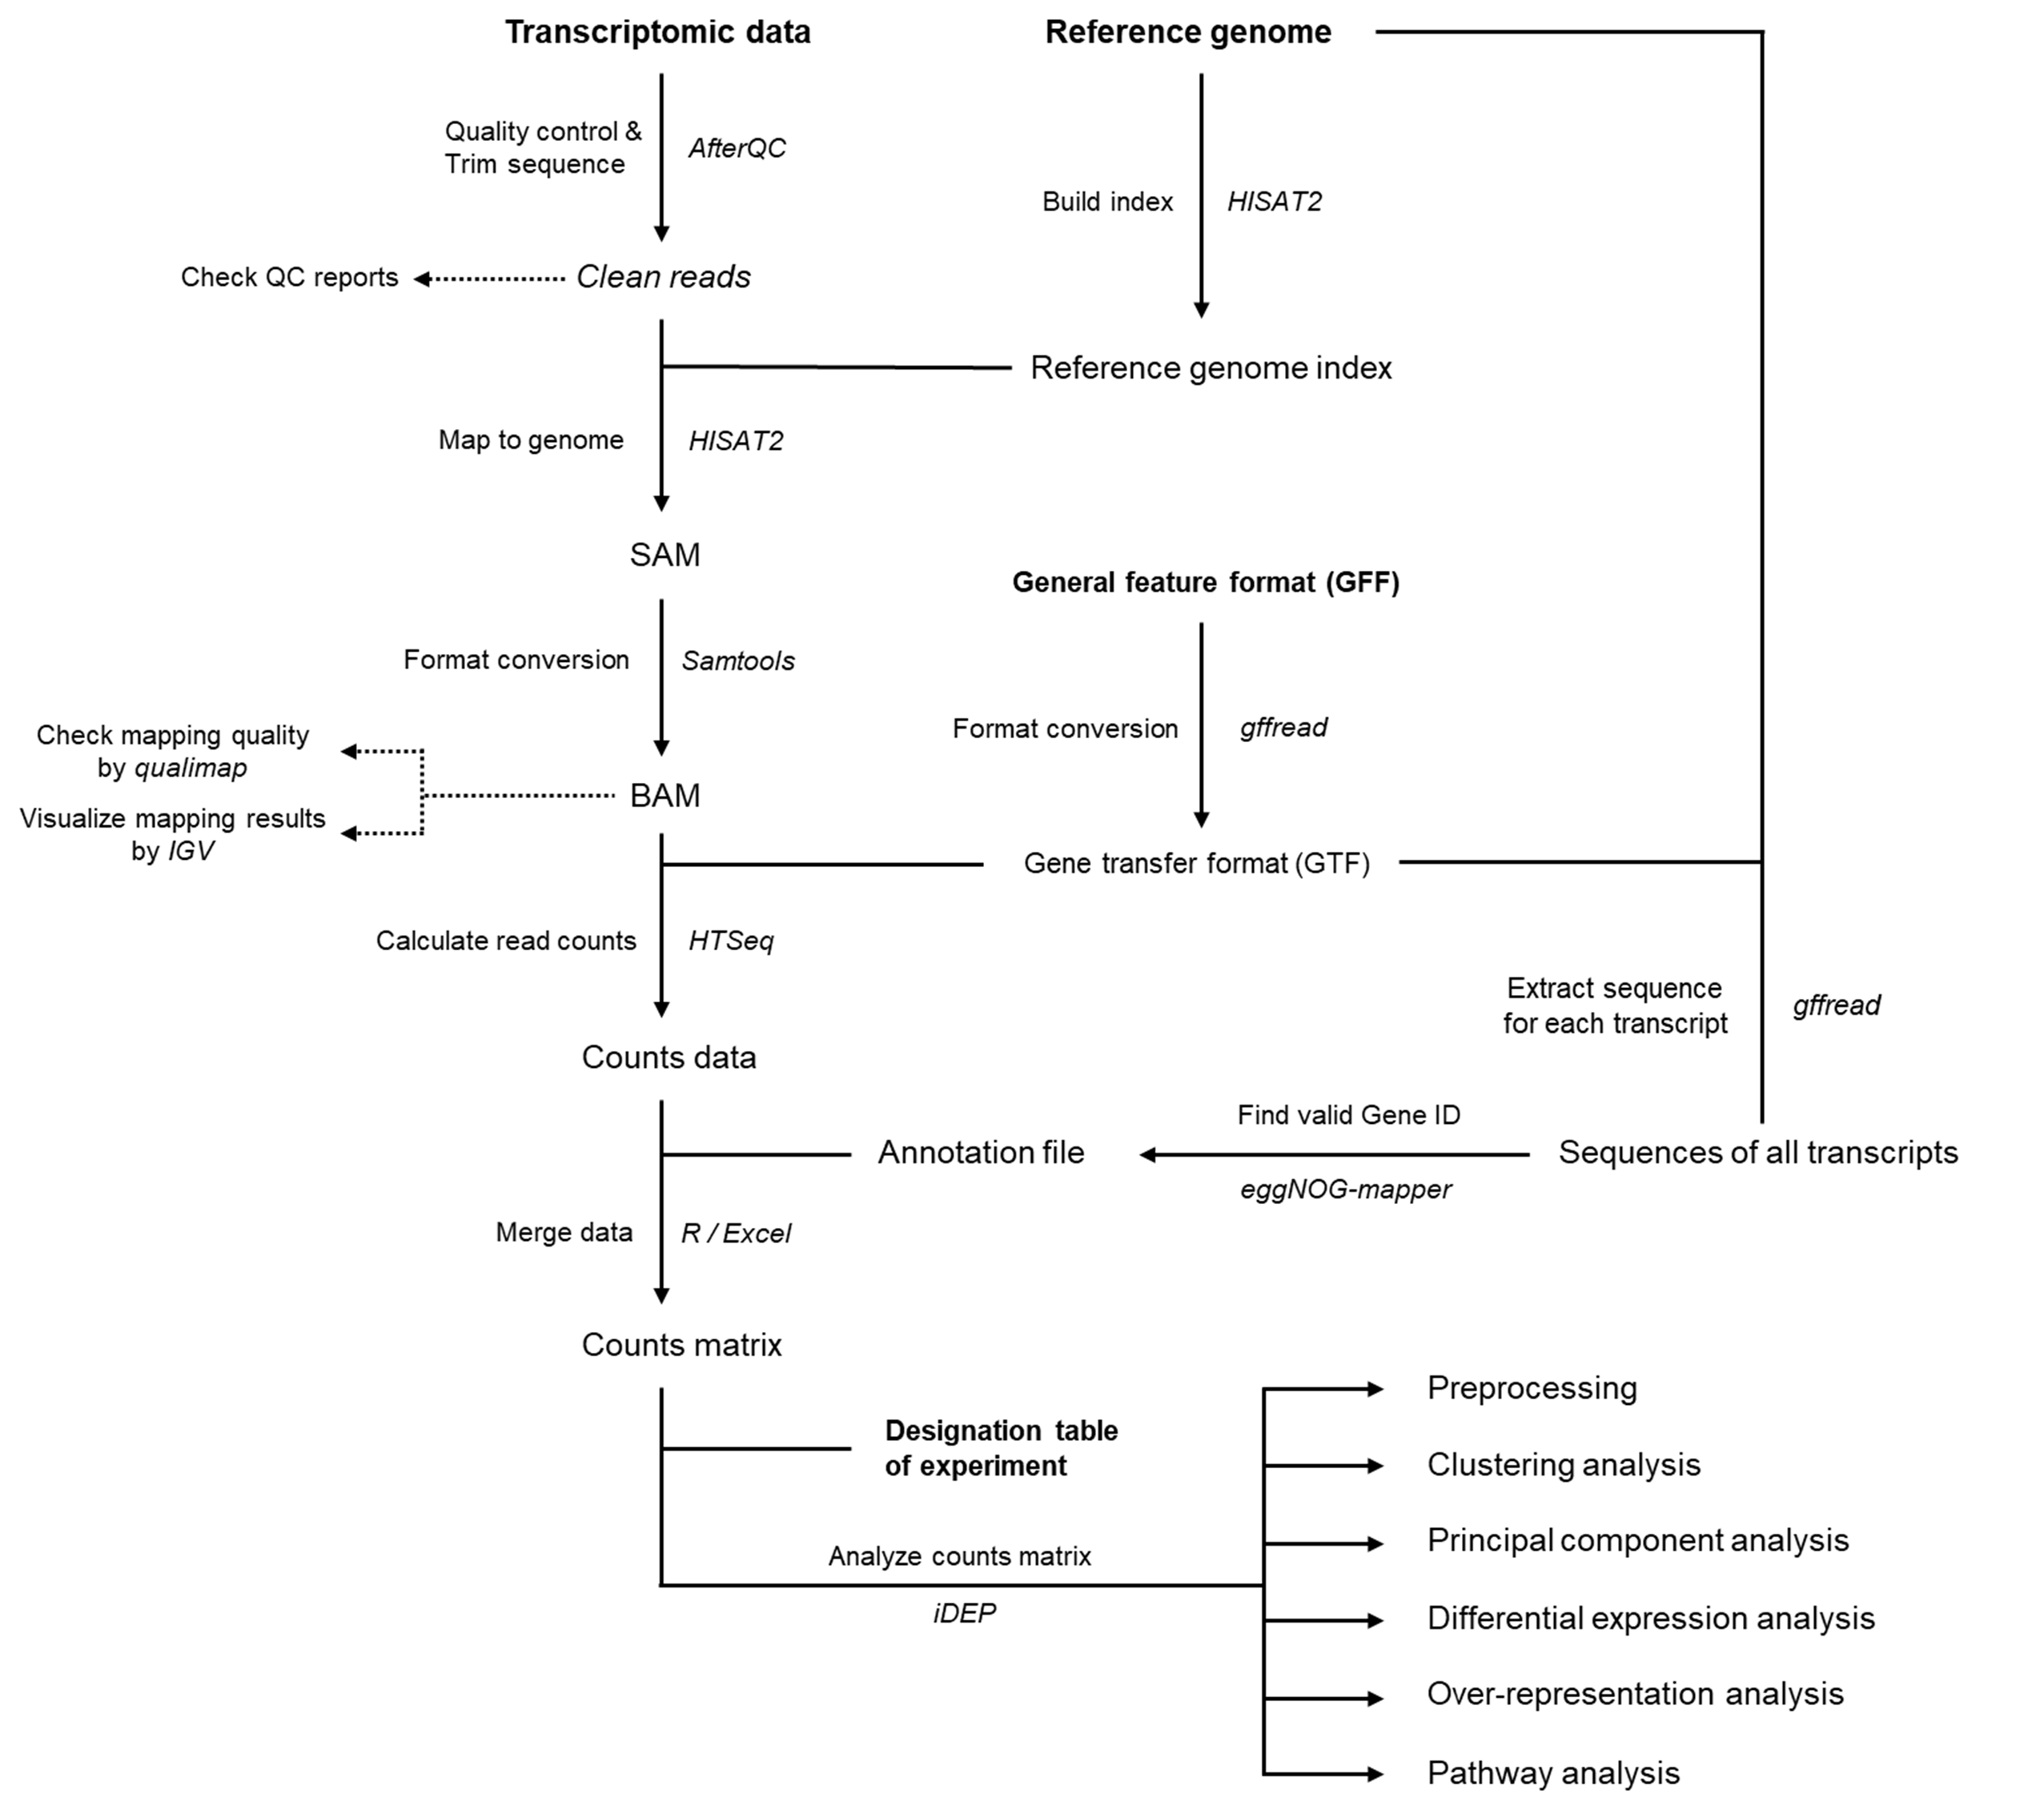 Transcriptomic data
Reference genome
Quality control &
Trim sequence
AfterQC
Build index
HISAT2
Check QC reports
Clean reads
Reference genome index
Map to genome
HISAT2
SAM
General feature format (GFF)
Format conversion
Samtools
Format conversion
gffread
Check mapping quality
by qualimap
BAM
Visualize mapping results
by IGV
Gene transfer format (GTF)
Calculate read counts
HTSeq
Extract sequence
for each transcript
gffread
Counts data
Find valid Gene ID
Annotation file
Sequences of all transcripts
eggNOG-mapper
Merge data
R / Excel
Counts matrix
Designation table
of experiment
Analyze counts matrix
iDEP
Preprocessing
Clustering analysis
Principal component analysis
Differential expression analysis
Over-representation analysis
Pathway analysis